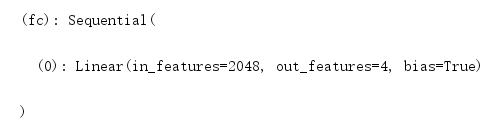 (fc): Sequential(
(0): Linear(in_features=2048, out_features=4, bias=True)
)